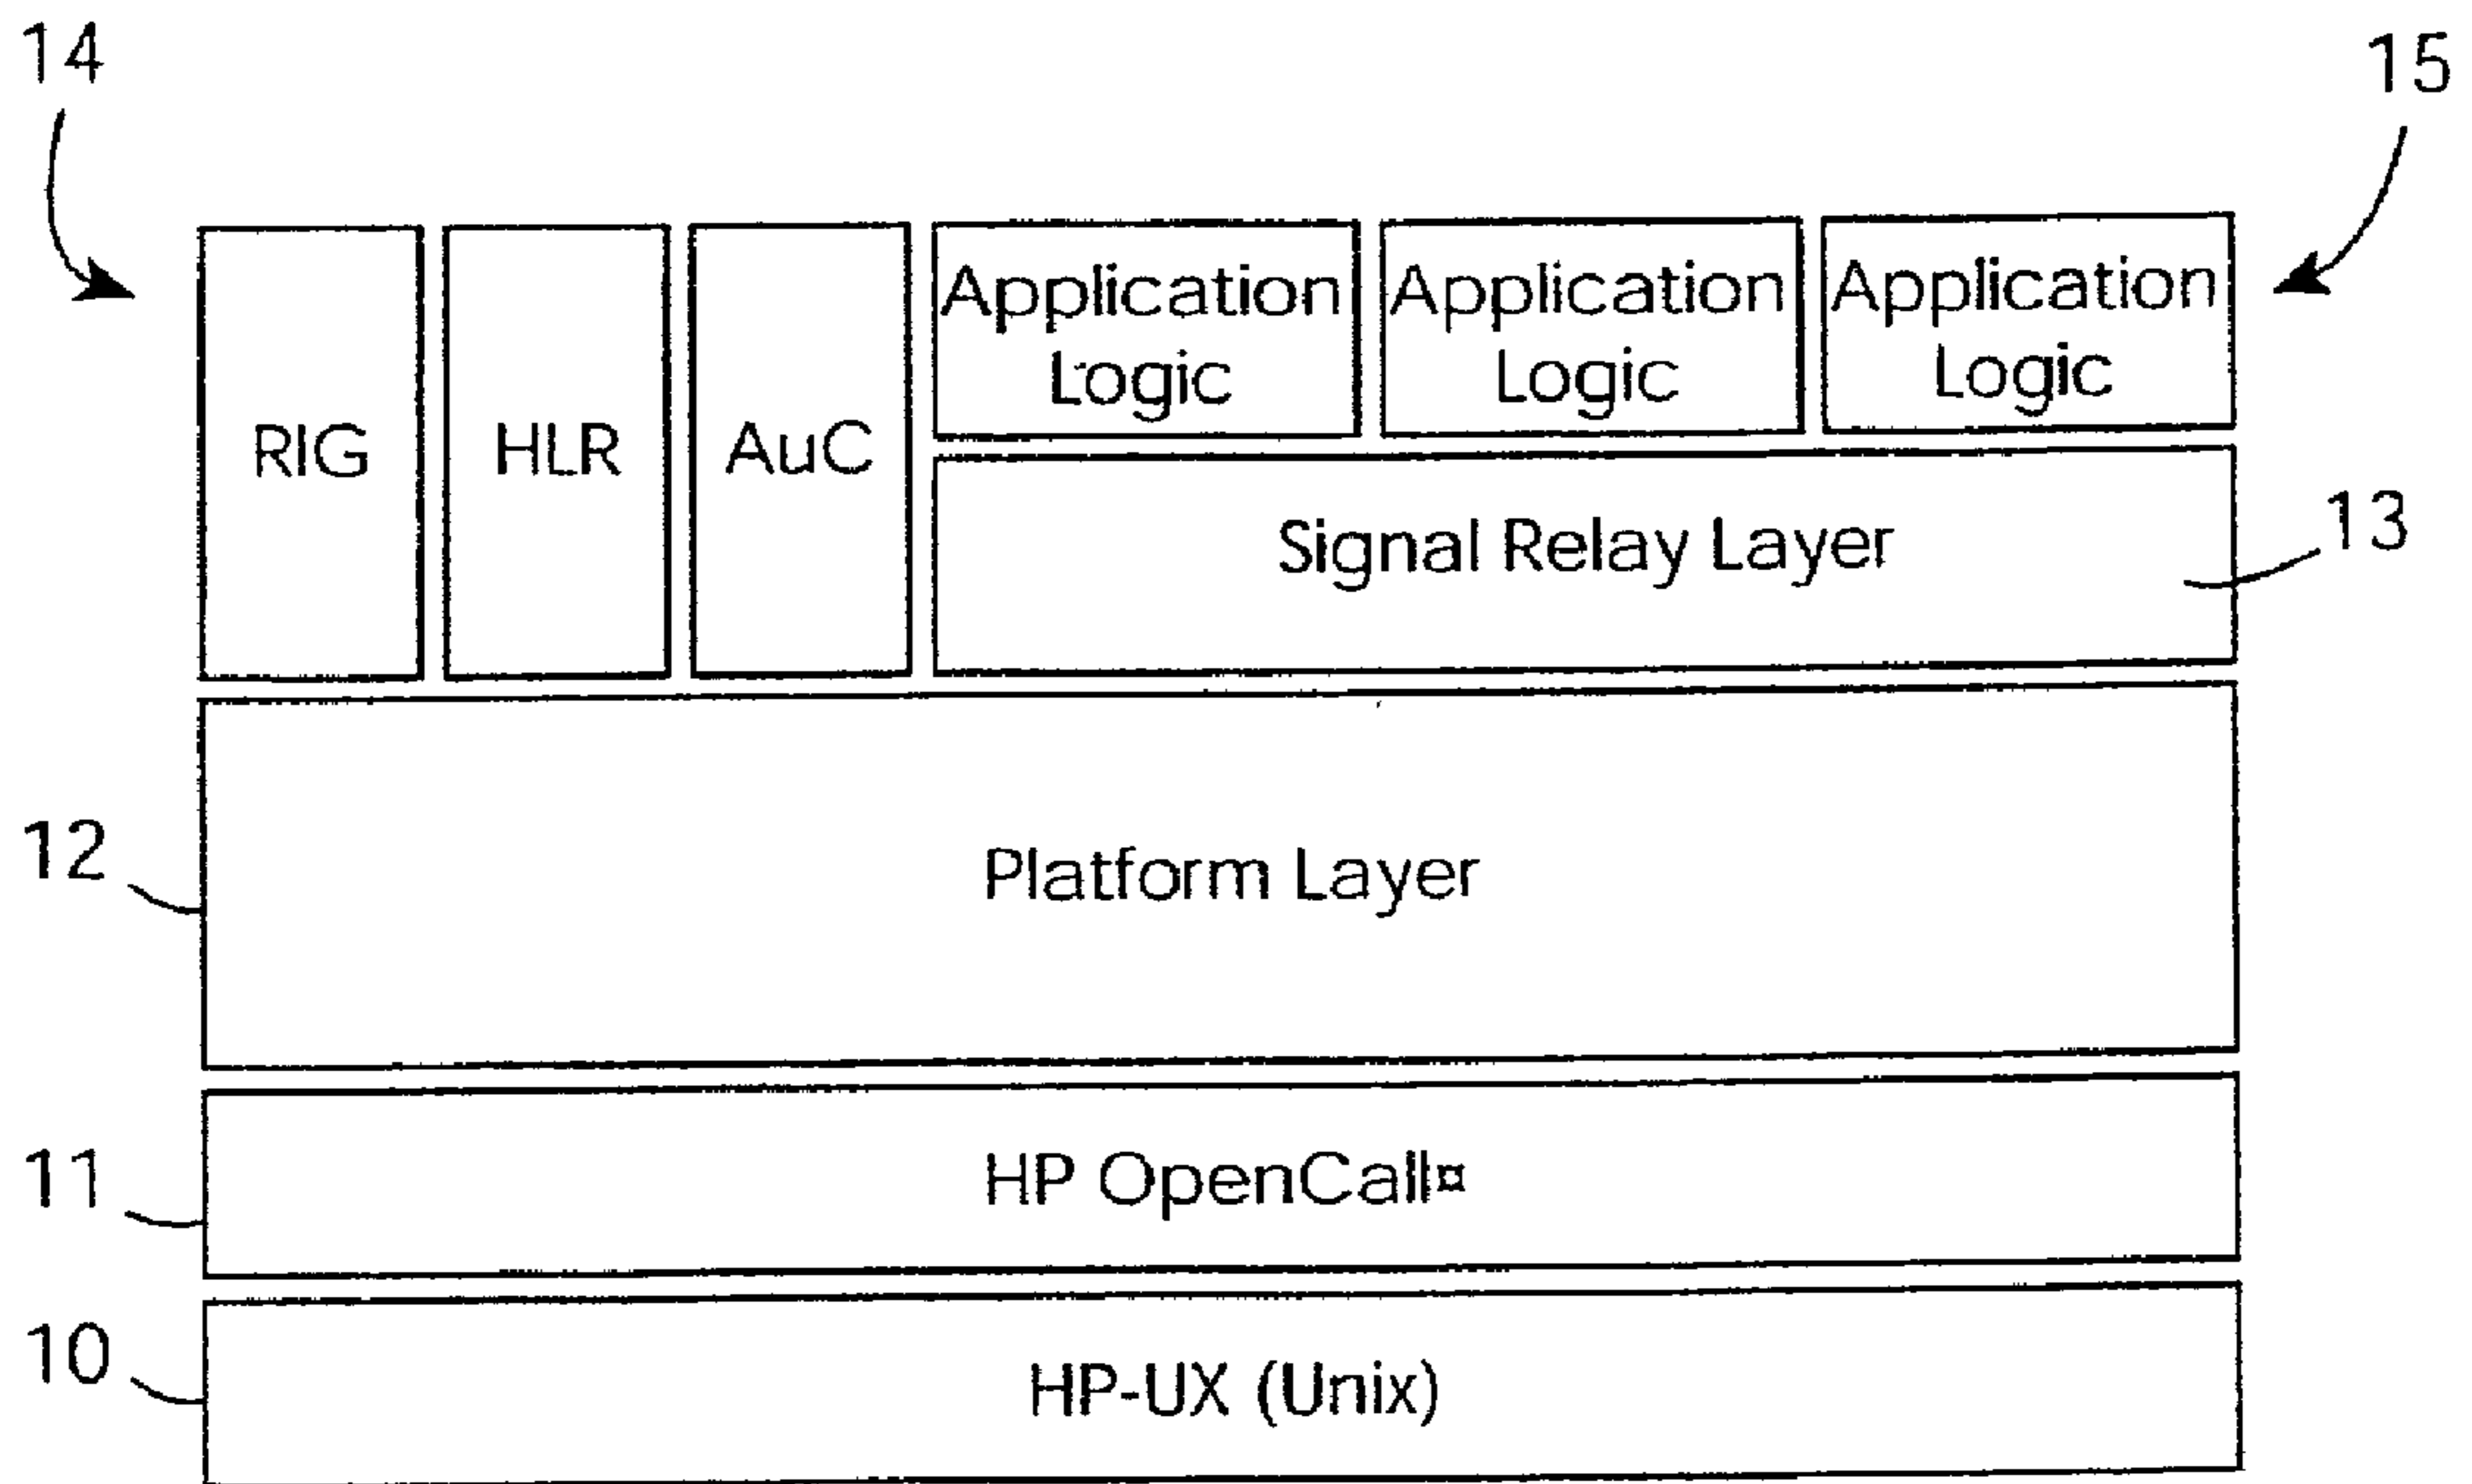 14
15
Application
Logic
Application
Logic
Application
Logic
RIG
HLR
AuC
Signal Relay Layer
13
Platform Layer
12
HP OpenCall¤
11
HP-UX (Unix)
10